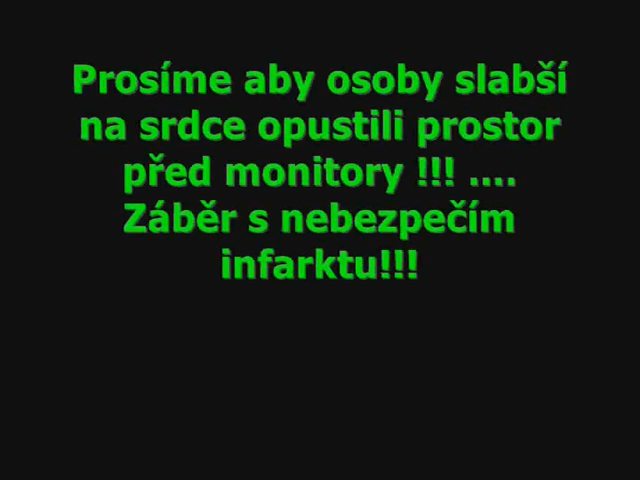 Prosíme aby osoby slabší
na srdce opustili prostor
před monitory !!! ....
Záběr s nebezpečím
infarktu!!!